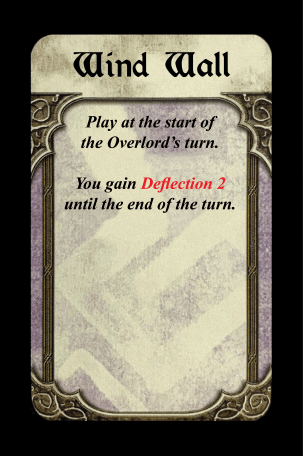 Wind Wall
Play at the start of
the Overlord's turn.
You gain Deflection 2
until the end of the turn.